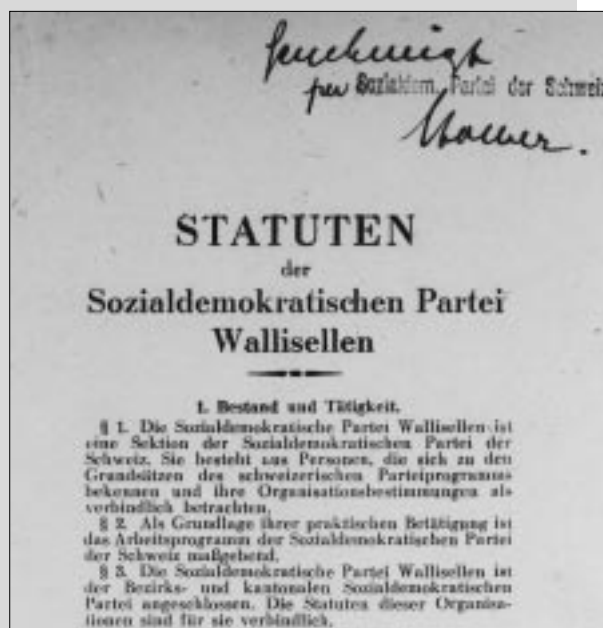 Genehmigt
per Sozialdem. Partei der Schweiz
STATUTEN
der
Sozialdemokratischen Partei
Wallisellen
1. Bestand und Tätigkeit.
§ 1. Die Sozialdemokratische Partei Wallisellen ist
eine Sektion der Sozialdemokratischen Partei der
Schweiz. Sie besteht aus Personen, die sich zu den
Grundsätzen des schweizerischen Parteiprogramms
bekennen und ihre Organisationsbestimmungen als
verbindlich betrachten.
§ 2. Als Grundlage ihrer praktischen Betätigung ist
das Arbeitsprogramm der Sozialdemokratischen Partei
der Schweiz maßgebend.
§ 3. Die Sozialdemokratische Partei Wallisellen ist
der Bezirks- und kantonalen Sozialdemokratischen
Partei angeschlossen. Die Statuten dieser Organisa-
tionen sind für sie verbindlich.